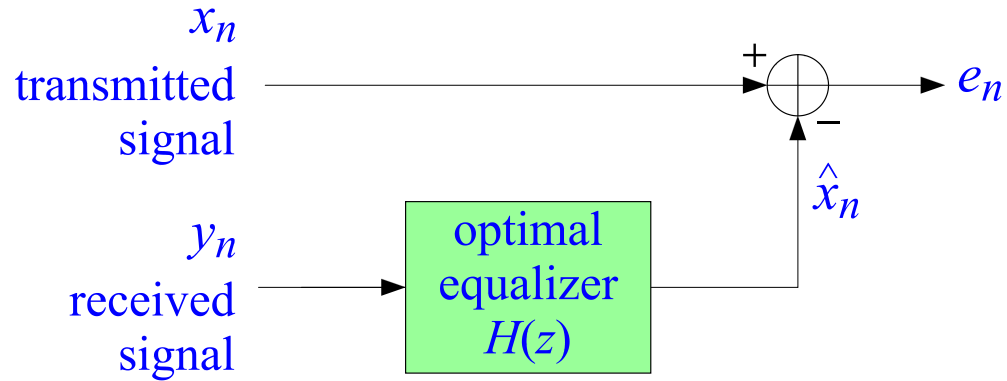 xₙ
transmitted
signal
+
−
eₙ
x̂ₙ
yₙ
received
signal
optimal
equalizer
H(z)